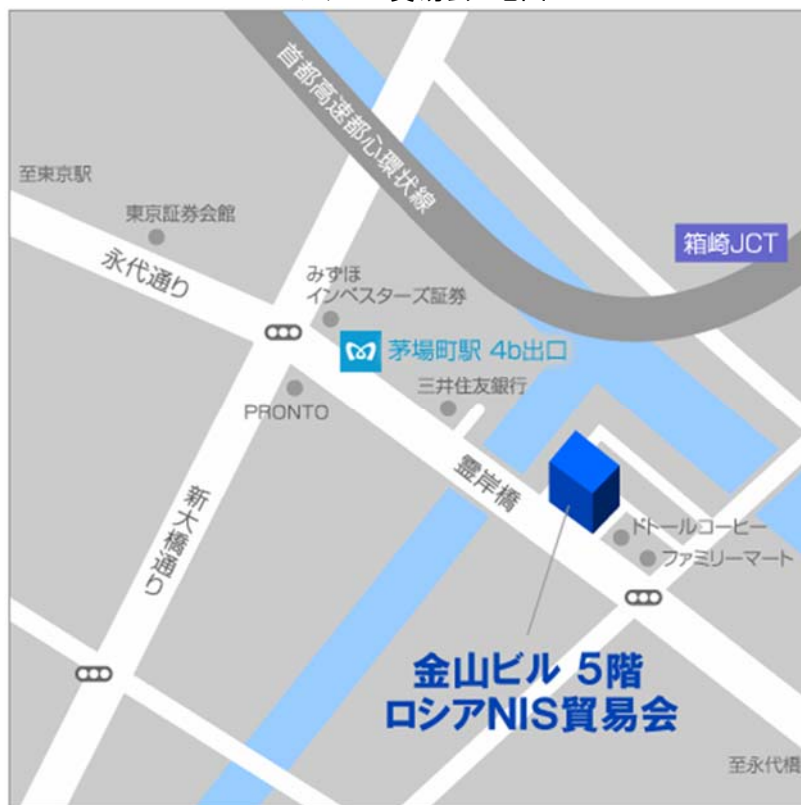 首都高速都心環状線
至東京駅
東京証券会館
永代通り
箱崎JCT
みずほ
インベスターズ証券
茅場町駅 4b出口
三井住友銀行
PRONTO
霊岸橋
新大橋通り
ドトールコーヒー
ファミリーマート
金山ビル 5階
ロシアNIS貿易会
至永代橋